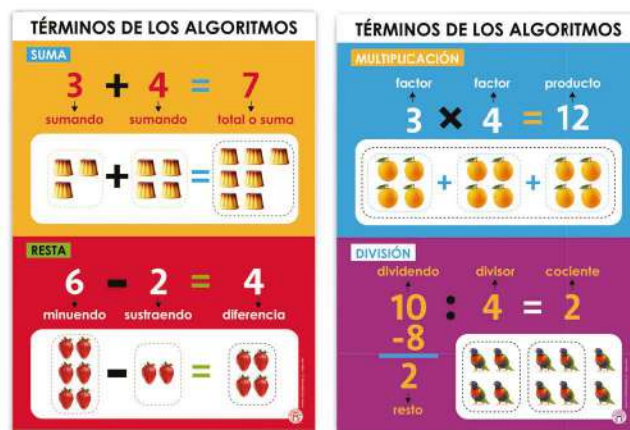 TÉRMINOS DE LOS ALGORITMOS
SUMA
3 + 4 = 7
sumando sumando total o suma
+ =
RESTA
6 - 2 = 4
minuendo sustraendo diferencia
- =
TÉRMINOS DE LOS ALGORITMOS
MULTIPLICACIÓN
factor factor producto
3 × 4 = 12
+ +
DIVISIÓN
dividendo divisor cociente
10 : 4 = 2
-8
2
resto